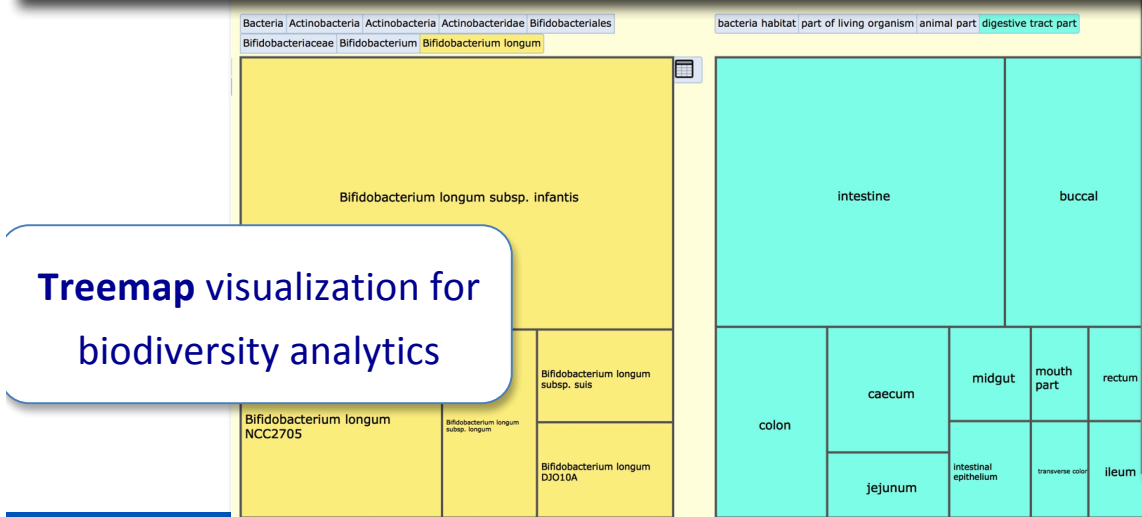 Bacteria Actinobacteria Actinobacteria Actinobacteridae Bifidobacteriales
Bifidobacteriaceae Bifidobacterium Bifidobacterium longum
bacteria habitat part of living organism animal part digestive tract part
Bifidobacterium longum subsp. infantis
Treemap visualization for
biodiversity analytics
Bifidobacterium longum
NCC2705
Bifidobacterium longum
subsp. longum
Bifidobacterium longum
subsp. suis
Bifidobacterium longum
DJO10A
intestine
buccal
colon
caecum
jejunum
midgut
mouth
part
rectum
intestinal
epithelium
transverse colon
ileum